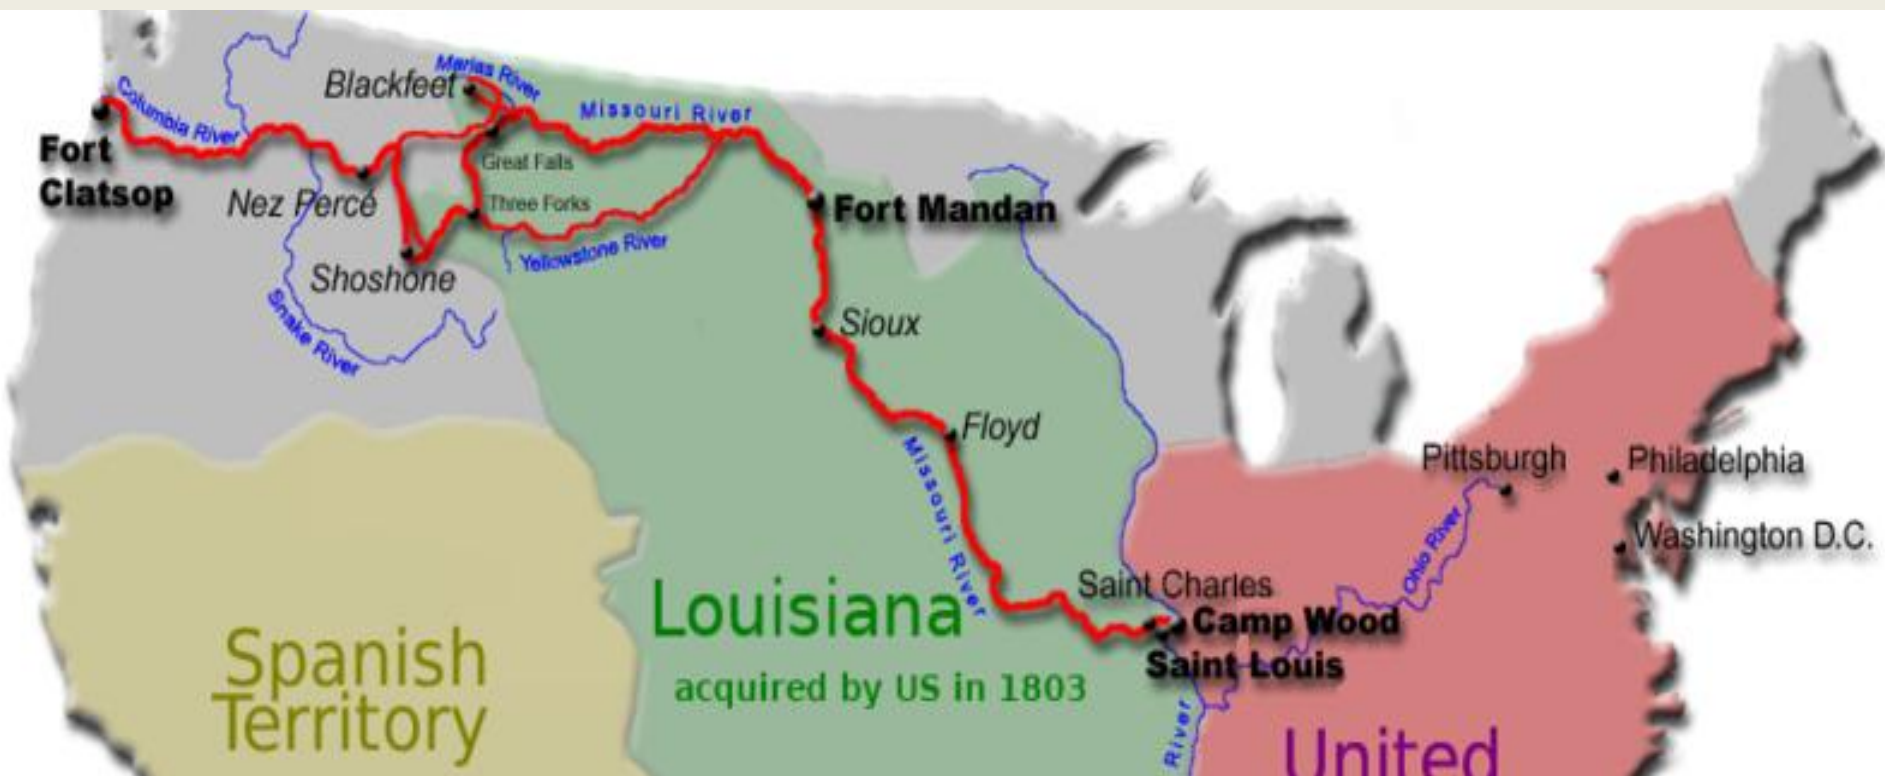 Marias River
Blackfeet
Columbia River
Missouri River
Fort
Clatsop
Great Falls
Nez Percé
Three Forks
Fort Mandan
Yellowstone River
Shoshone
Snake River
Sioux
Floyd
Missouri River
Pittsburgh
Philadelphia
Ohio River
Washington D.C.
Saint Charles
Camp Wood
Saint Louis
Louisiana
acquired by US in 1803
Spanish
Territory
River
United